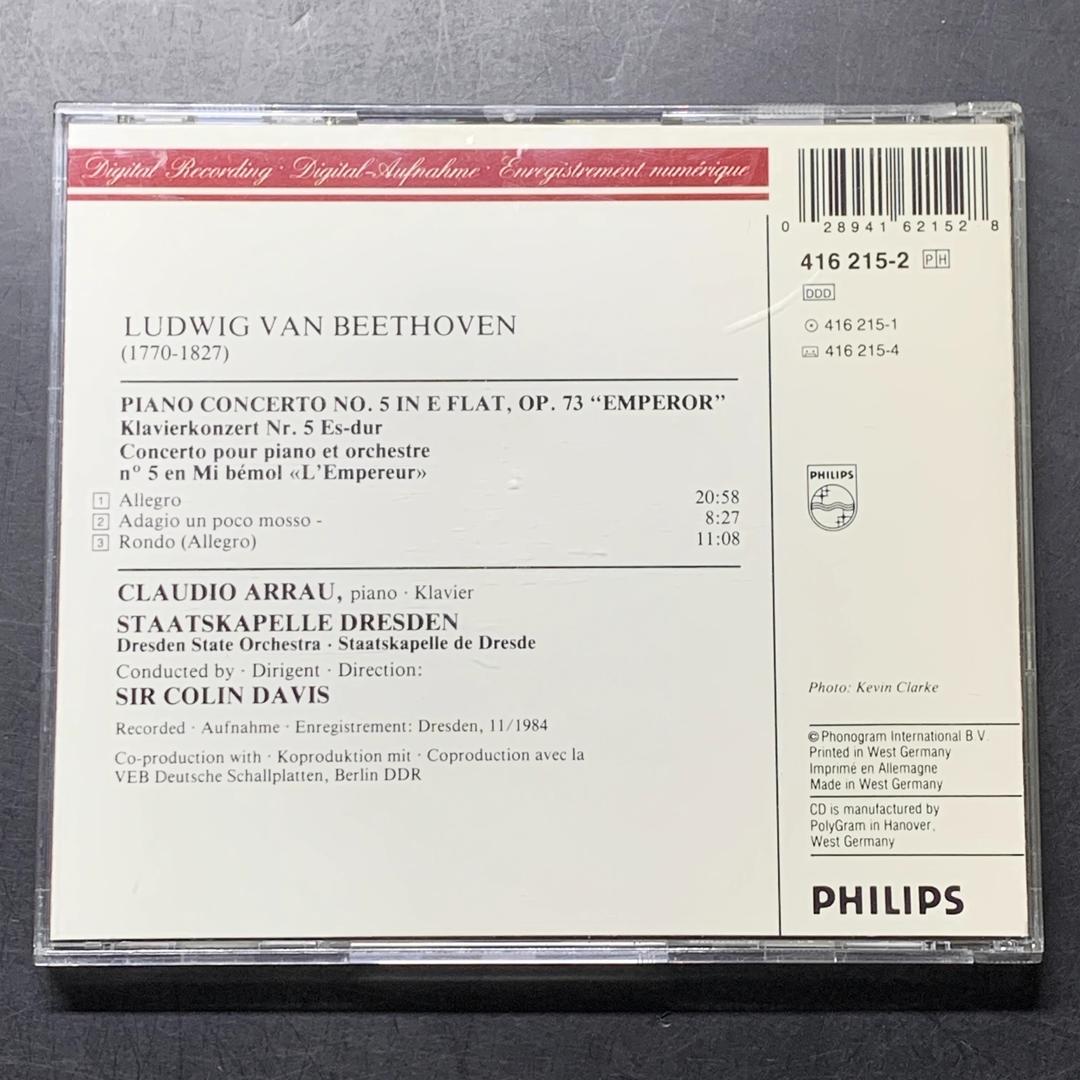 Digital Recording · Digital-Aufnahme · Enregistrement numérique
LUDWIG VAN BEETHOVEN
(1770-1827)
PIANO CONCERTO NO. 5 IN E FLAT, OP. 73 “EMPEROR”
Klavierkonzert Nr. 5 Es-dur
Concerto pour piano et orchestre
nº 5 en Mi bémol «L'Empereur»
1 Allegro 20:58
2 Adagio un poco mosso - 8:27
3 Rondo (Allegro) 11:08
CLAUDIO ARRAU, piano · Klavier
STAATSKAPELLE DRESDEN
Dresden State Orchestra · Staatskapelle de Dresde
Conducted by · Dirigent · Direction:
SIR COLIN DAVIS
Recorded · Aufnahme · Enregistrement: Dresden, 11/1984
Co-production with · Koproduktion mit · Coproduction avec la
VEB Deutsche Schallplatten, Berlin DDR
0 28941 62152 8
416 215-2 PH
DDD
416 215-1
416 215-4
PHILIPS
Photo: Kevin Clarke
© Phonogram International B.V.
Printed in West Germany
Imprimé en Allemagne
Made in West Germany
CD is manufactured by
PolyGram in Hanover,
West Germany
PHILIPS